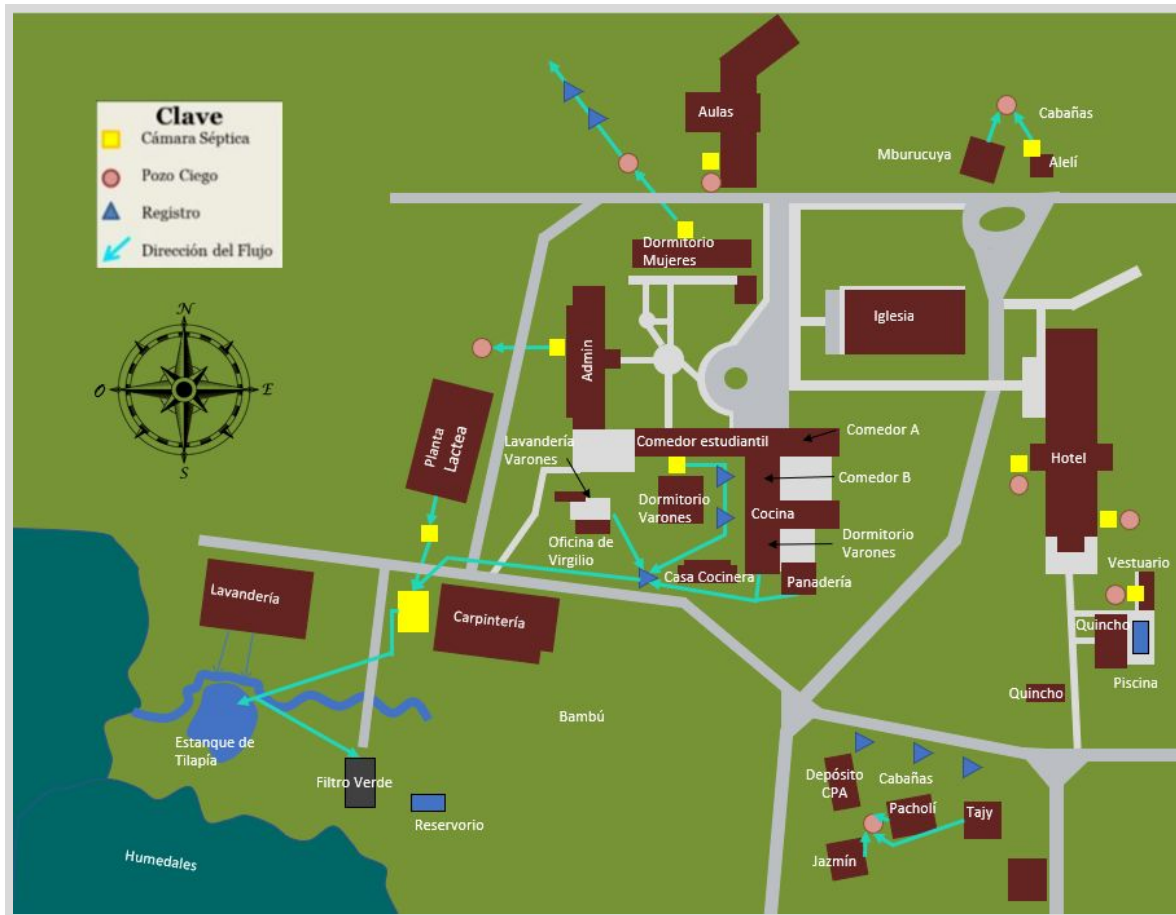 Clave
Cámara Séptica
Pozo Ciego
Registro
Dirección del Flujo
N
O
E
S
Aulas
Cabañas
Mburucuya
Alelí
Dormitorio
Mujeres
Iglesia
Admin
Planta
Lactea
Lavandería
Varones
Comedor estudiantil
Comedor A
Comedor B
Hotel
Dormitorio
Varones
Cocina
Oficina de
Virgilio
Dormitorio
Varones
Casa Cocinera
Panadería
Vestuario
Lavandería
Carpintería
Quincho
Quincho
Piscina
Bambú
Estanque de
Tilapía
Filtro Verde
Reservorio
Depósito
CPA
Cabañas
Pacholí
Tajy
Jazmín
Humedales